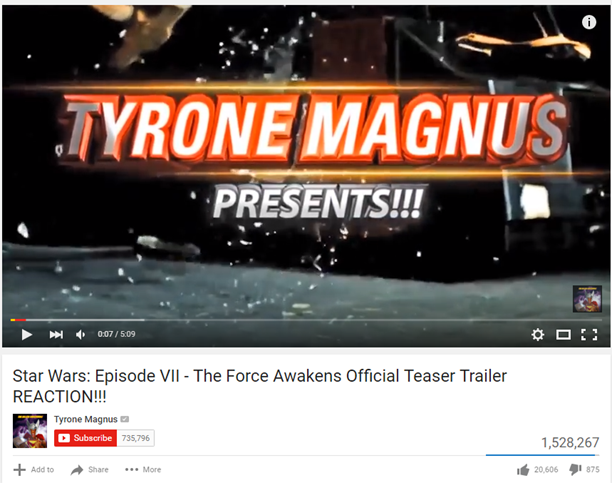 TYRONE MAGNUS
PRESENTS!!!
0:07 / 5:09
Star Wars: Episode VII - The Force Awakens Official Teaser Trailer
REACTION!!!
Tyrone Magnus
Subscribe 735,796
1,528,267
Add to Share More 20,606 875